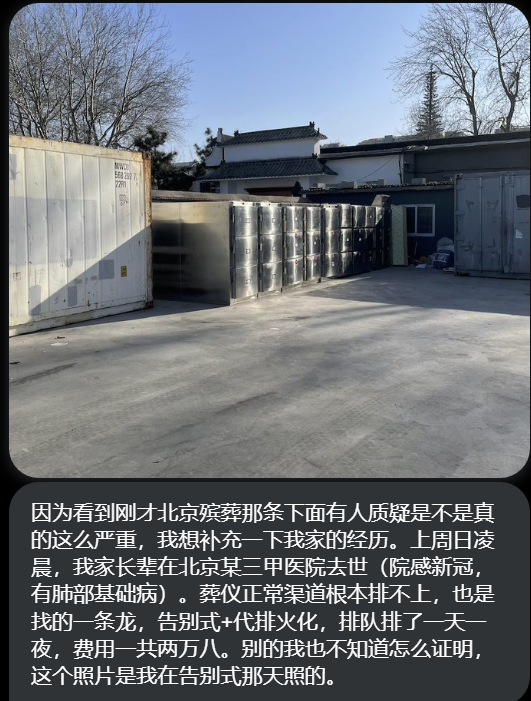 因为看到刚才北京殡葬那条下面有人质疑是不是真
的这么严重，我想补充一下我家的经历。上周日凌
晨，我家长辈在北京某三甲医院去世（院感新冠，
有肺部基础病）。葬仪正常渠道根本排不上，也是
找的一条龙，告别式+代排火化，排队排了一天一
夜，费用一共两万八。别的我也不知道怎么证明，
这个照片是我在告别式那天照的。